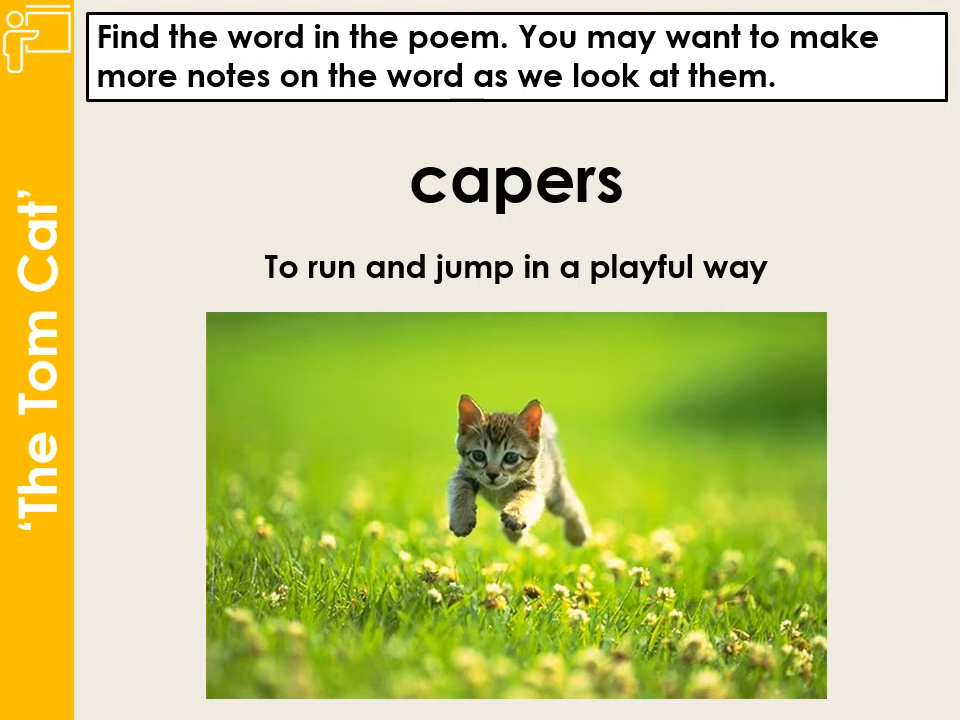 Find the word in the poem. You may want to make
more notes on the word as we look at them.
capers
To run and jump in a playful way
‘The Tom Cat’